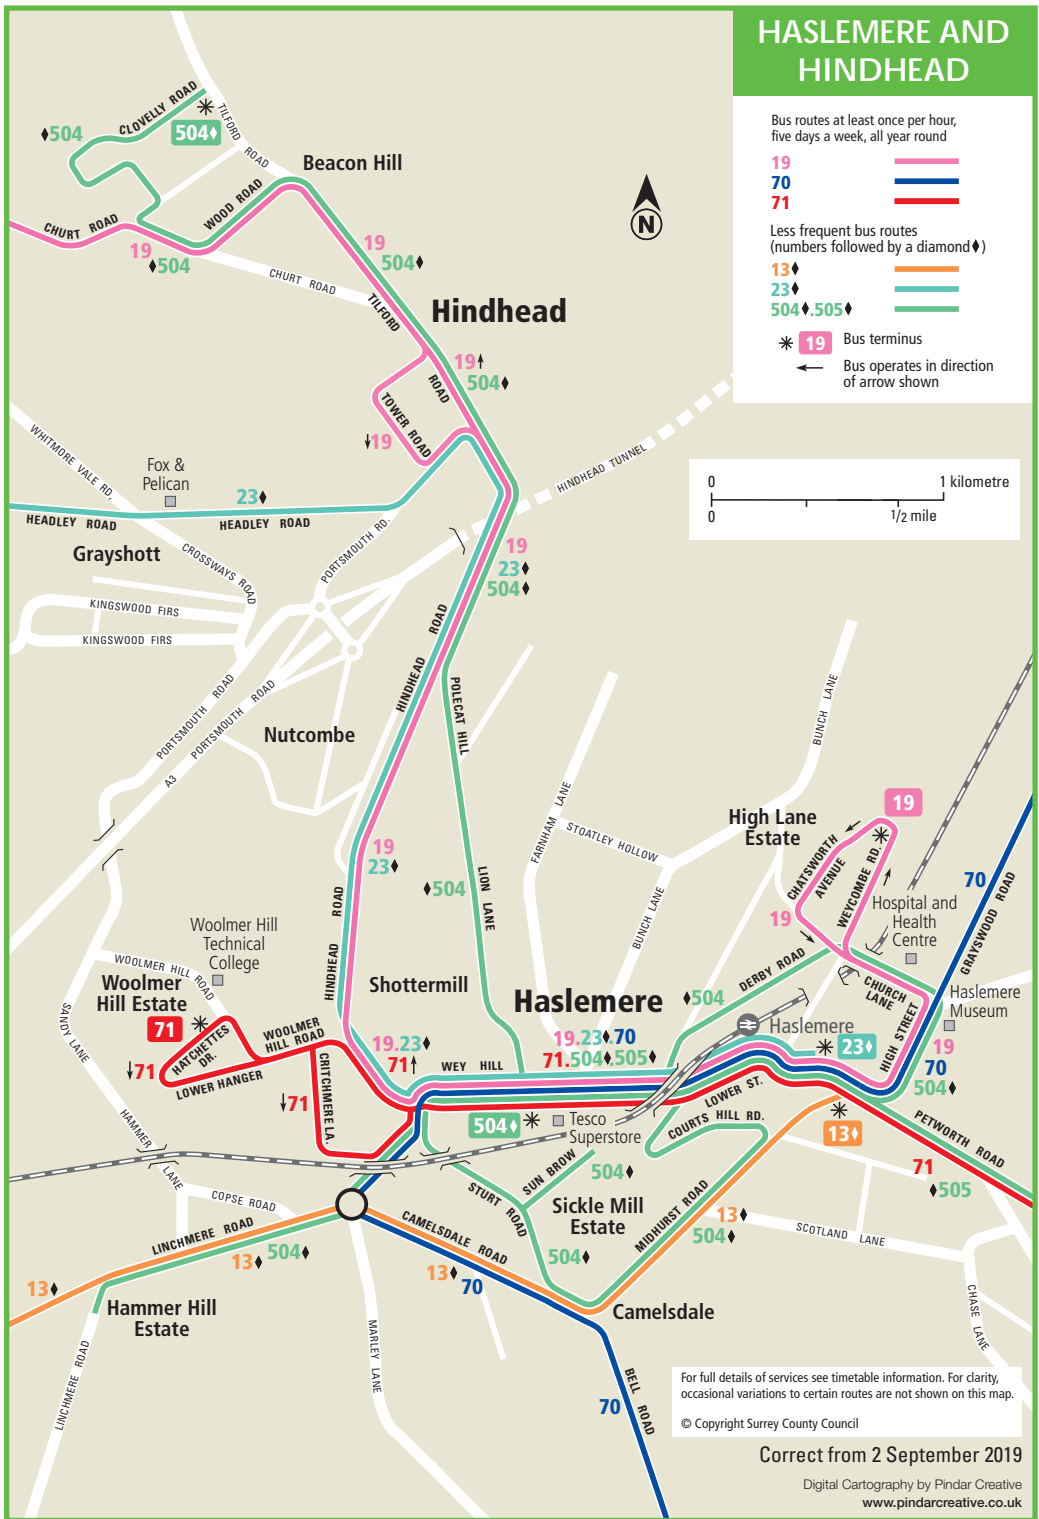 HASLEMERE AND
HINDHEAD
Bus routes at least once per hour,
five days a week, all year round
19
70
71
Less frequent bus routes
(numbers followed by a diamond♦)
13♦
23♦
504♦.505♦
19 Bus terminus
Bus operates in direction
of arrow shown
0 1 kilometre
0 1/2 mile
N
CLOVELLY ROAD
♦504
504♦
TILFORD ROAD
Beacon Hill
WOOD ROAD
CHURT ROAD
19
♦504
19
504♦
CHURT ROAD
TILFORD
ROAD
Hindhead
19↑
504♦
TOWER ROAD
↓19
HINDHEAD TUNNEL
WHITMORE VALE RD.
Fox &
Pelican
23♦
HEADLEY ROAD
HEADLEY ROAD
Grayshott
CROSSWAYS ROAD
PORTSMOUTH RD.
19
23♦
504♦
KINGSWOOD FIRS
KINGSWOOD FIRS
HINDHEAD ROAD
POLECAT HILL
PORTSMOUTH ROAD
A3 PORTSMOUTH ROAD
Nutcombe
BUNCH LANE
FARNHAM LANE
STOATLEY HOLLOW
BUNCH LANE
High Lane
Estate
19
CHATSWORTH
AVENUE
WEYCOMBE RD.
19
70
GRAYSWOOD ROAD
Hospital and
Health
Centre
19
23♦
♦504
LION LANE
HINDHEAD ROAD
Woolmer Hill
Technical
College
WOOLMER HILL ROAD
Woolmer
Hill Estate
71
HATCHETTES
DR.
WOOLMER
HILL ROAD
LOWER HANGER
↓71
SANDY LANE
Shottermill
Haslemere
♦504
DERBY ROAD
CHURCH
LANE
HIGH STREET
Haslemere
Museum
Haslemere
23♦
19
70
504♦
19.23♦
71↑
WEY HILL
19.23♦.70
71.504♦.505♦
↓71
CRITCHMERE LA.
504♦
Tesco
Superstore
LOWER ST.
COURTS HILL RD.
13♦
PETWORTH ROAD
71
♦505
HAMMER LANE
COPSE ROAD
SUN BROW
504♦
STURT ROAD
Sickle Mill
Estate
504♦
MIDHURST ROAD
13♦
504♦
SCOTLAND LANE
CHASE LANE
LINCHMERE ROAD
13♦
504♦
13♦
CAMELSDALE ROAD
13♦
70
Hammer Hill
Estate
Camelsdale
LINCHMERE ROAD
MARLEY LANE
BELL ROAD
70
For full details of services see timetable information. For clarity,
occasional variations to certain routes are not shown on this map.
© Copyright Surrey County Council
Correct from 2 September 2019
Digital Cartography by Pindar Creative
www.pindarcreative.co.uk